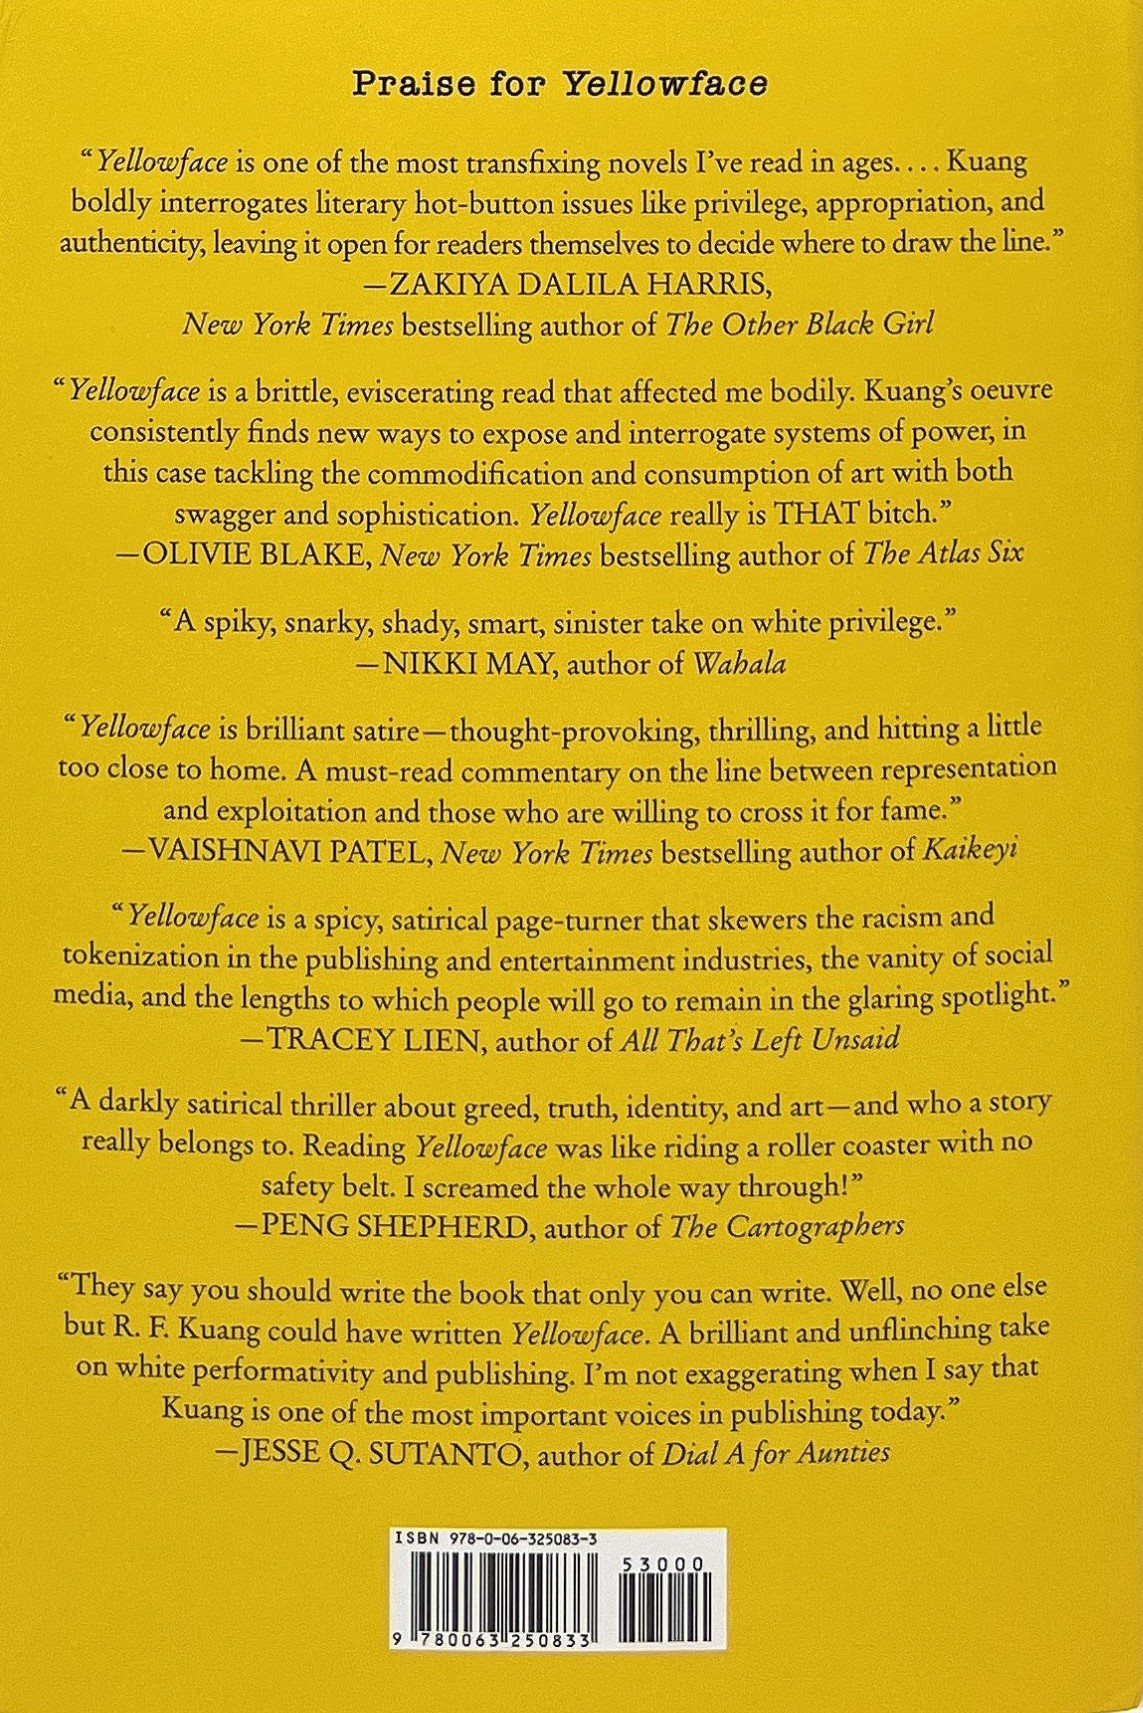 Praise for Yellowface
“Yellowface is one of the most transfixing novels I’ve read in ages. . . . Kuang
boldly interrogates literary hot-button issues like privilege, appropriation, and
authenticity, leaving it open for readers themselves to decide where to draw the line.”
—ZAKIYA DALILA HARRIS,
New York Times bestselling author of The Other Black Girl
“Yellowface is a brittle, eviscerating read that affected me bodily. Kuang’s oeuvre
consistently finds new ways to expose and interrogate systems of power, in
this case tackling the commodification and consumption of art with both
swagger and sophistication. Yellowface really is THAT bitch.”
—OLIVIE BLAKE, New York Times bestselling author of The Atlas Six
“A spiky, snarky, shady, smart, sinister take on white privilege.”
—NIKKI MAY, author of Wahala
“Yellowface is brilliant satire—thought-provoking, thrilling, and hitting a little
too close to home. A must-read commentary on the line between representation
and exploitation and those who are willing to cross it for fame.”
—VAISHNAVI PATEL, New York Times bestselling author of Kaikeyi
“Yellowface is a spicy, satirical page-turner that skewers the racism and
tokenization in the publishing and entertainment industries, the vanity of social
media, and the lengths to which people will go to remain in the glaring spotlight.”
—TRACEY LIEN, author of All That’s Left Unsaid
“A darkly satirical thriller about greed, truth, identity, and art—and who a story
really belongs to. Reading Yellowface was like riding a roller coaster with no
safety belt. I screamed the whole way through!”
—PENG SHEPHERD, author of The Cartographers
“They say you should write the book that only you can write. Well, no one else
but R. F. Kuang could have written Yellowface. A brilliant and unflinching take
on white performativity and publishing. I’m not exaggerating when I say that
Kuang is one of the most important voices in publishing today.”
—JESSE Q. SUTANTO, author of Dial A for Aunties
ISBN 978-0-06-325083-3
53000
9 780063 250833